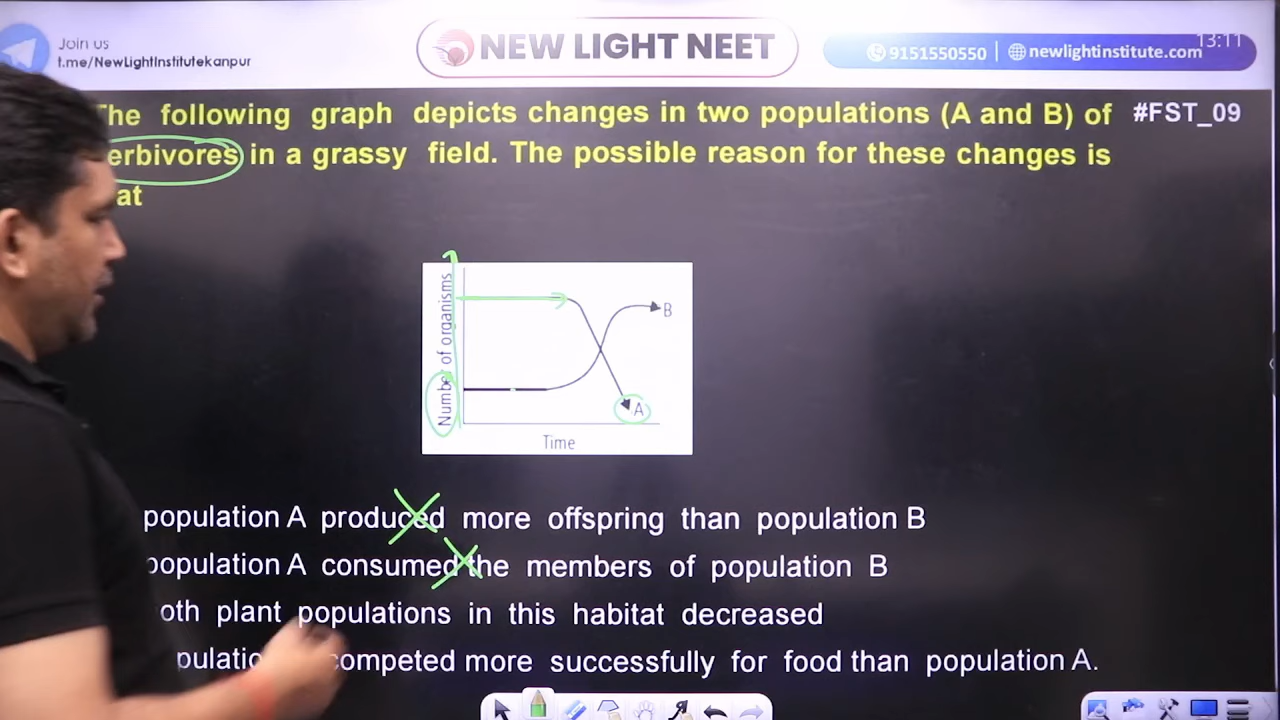 Join us
t.me/NewLightInstitutekanpur
NEW LIGHT NEET
9151550550 | newlightinstitute.com
13:11
The following graph depicts changes in two populations (A and B) of
#FST_09
erbivores in a grassy field. The possible reason for these changes is
at
Number of organisms
B
A
Time
population A produced more offspring than population B
population A consumed the members of population B
oth plant populations in this habitat decreased
competed more successfully for food than population A.